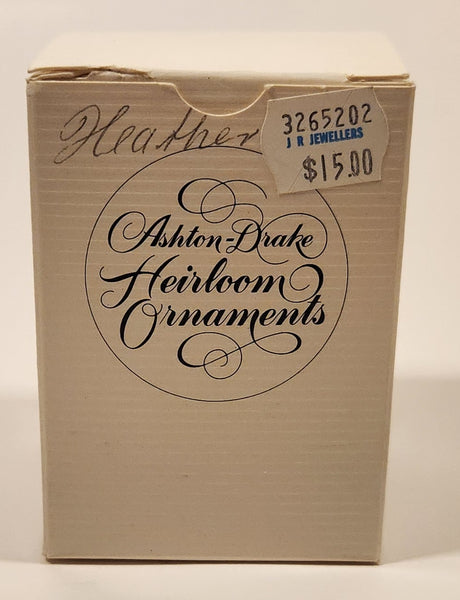 Heather
3265202
J R JEWELLERS
$15.00
Ashton-Drake
Heirloom
Ornaments